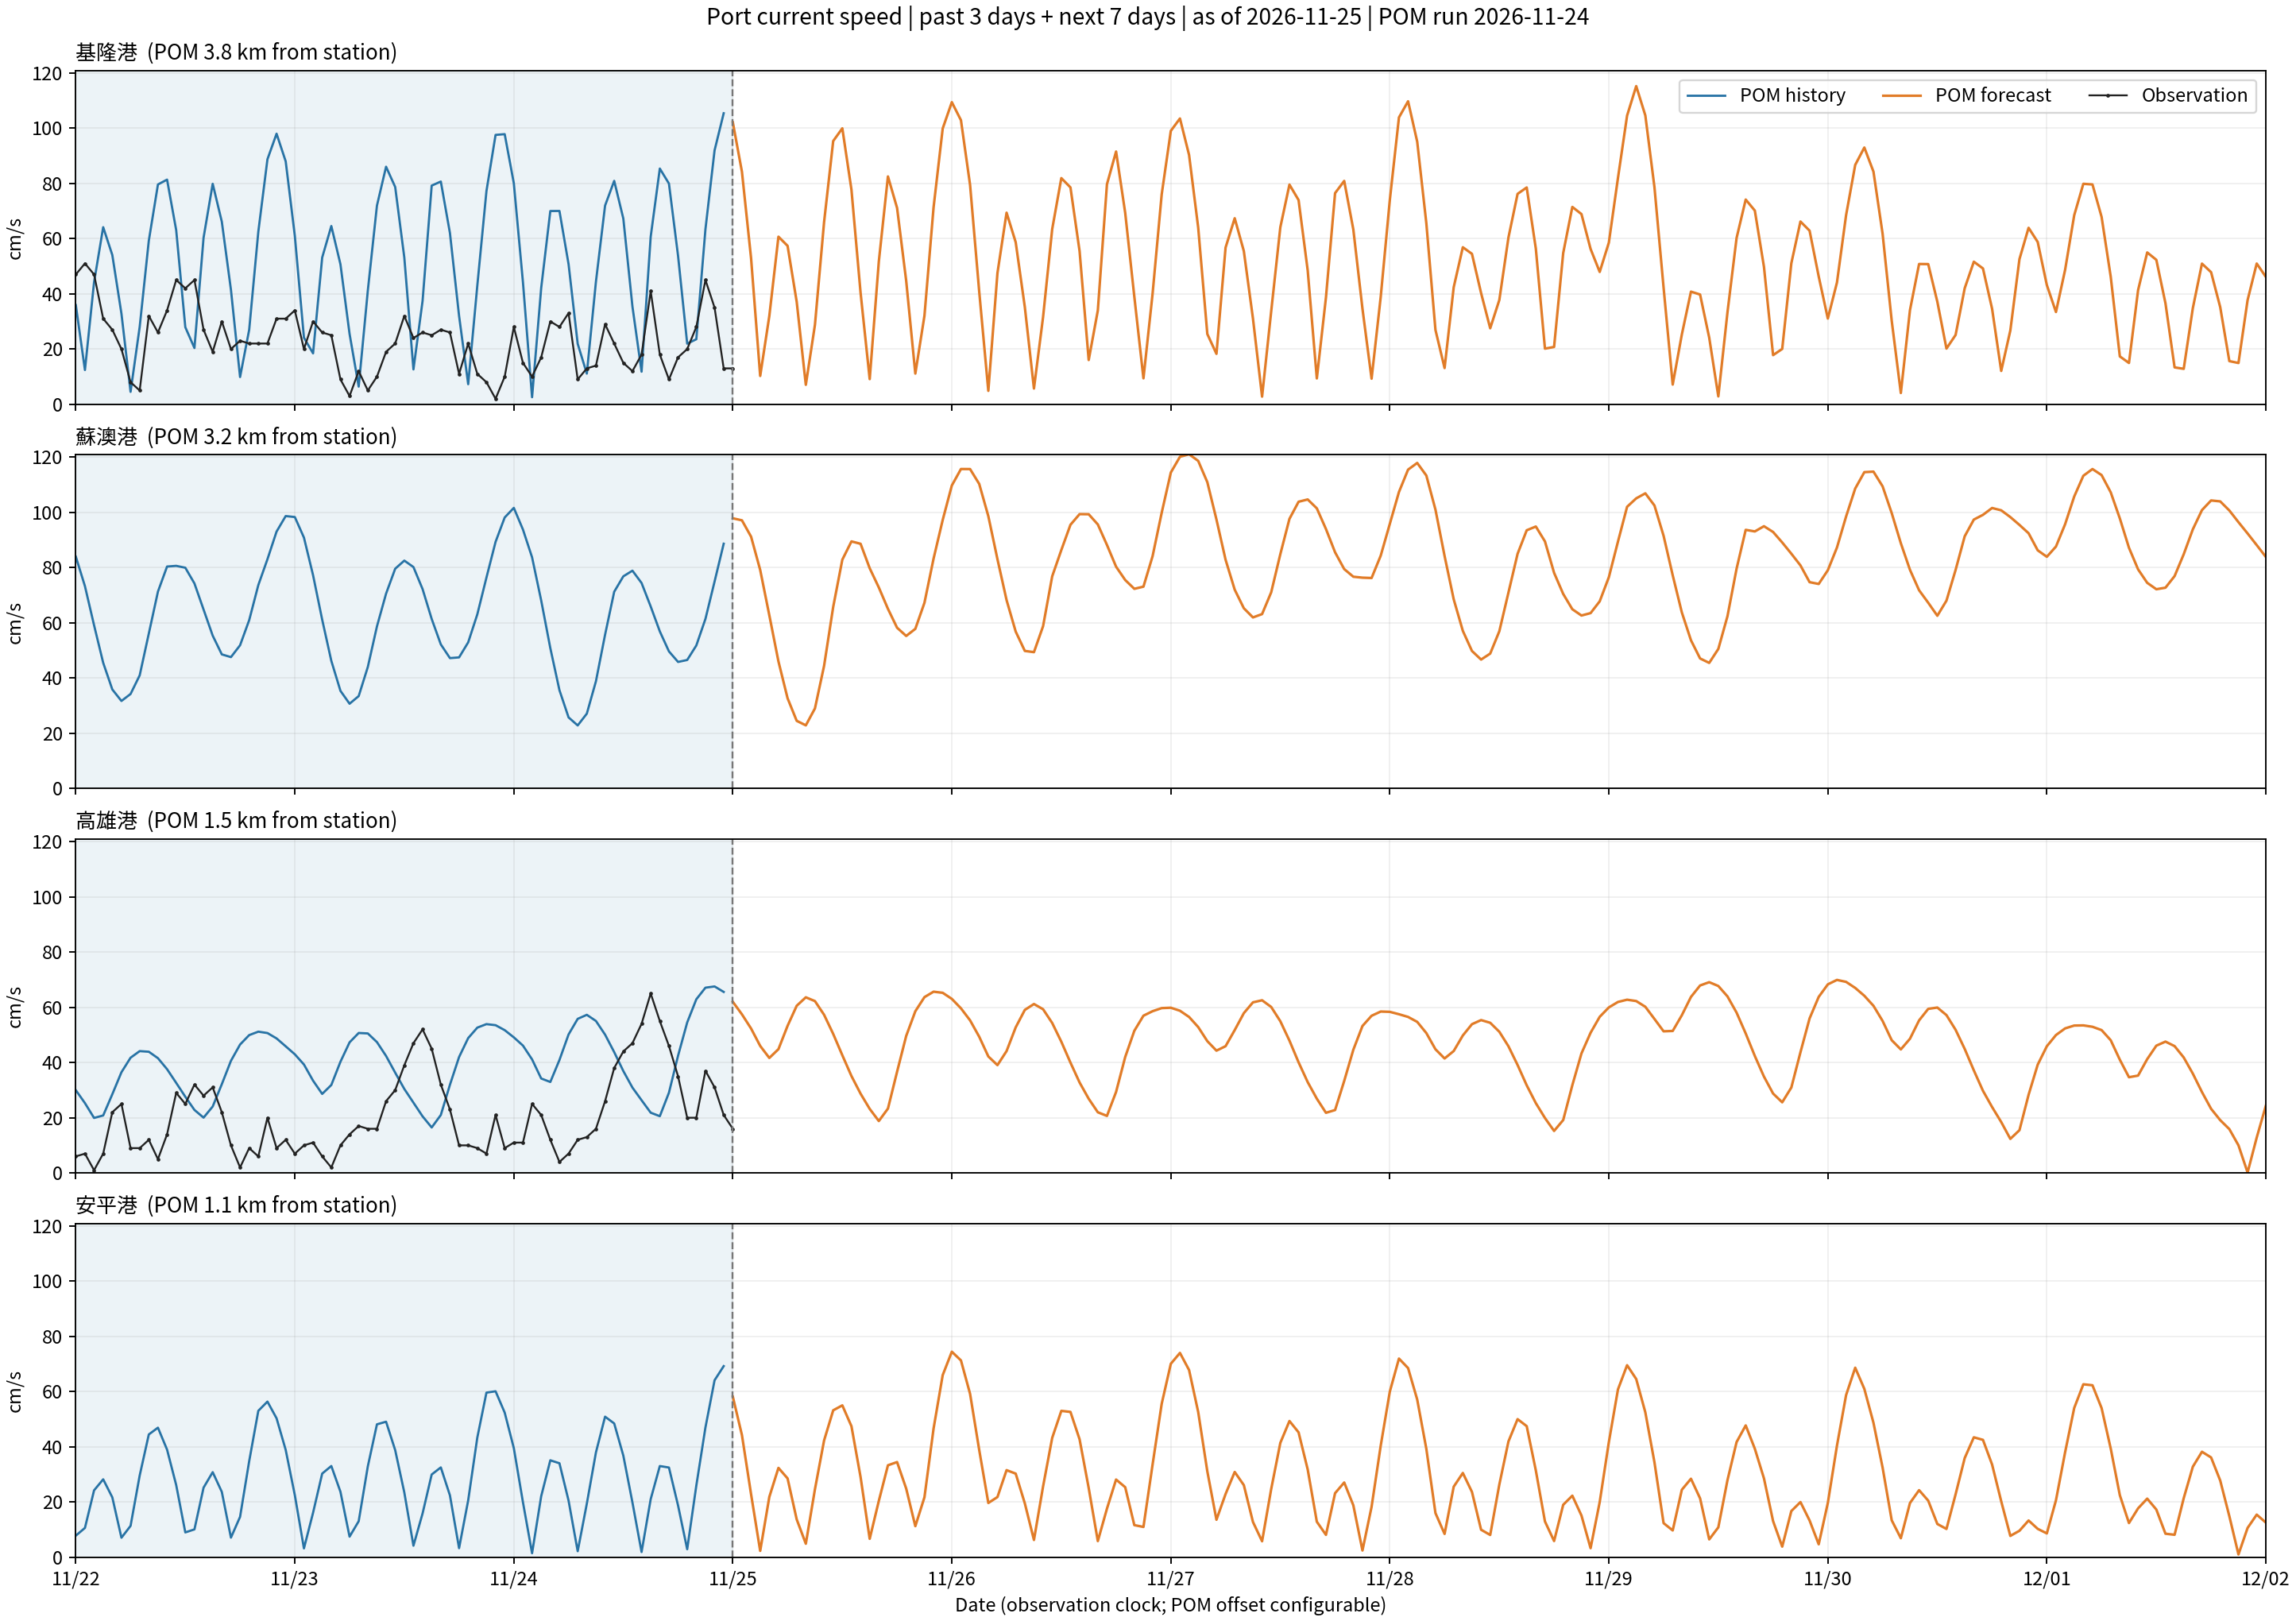 Port current speed | past 3 days + next 7 days | as of 2026-11-25 | POM run 2026-11-24
基隆港 (POM 3.8 km from station)
120
100
80
60
40
20
0
cm/s
POM history
POM forecast
Observation
蘇澳港 (POM 3.2 km from station)
120
100
80
60
40
20
0
cm/s
高雄港 (POM 1.5 km from station)
120
100
80
60
40
20
0
cm/s
安平港 (POM 1.1 km from station)
120
100
80
60
40
20
0
cm/s
11/22 11/23 11/24 11/25 11/26 11/27 11/28 11/29 11/30 12/01 12/02
Date (observation clock; POM offset configurable)